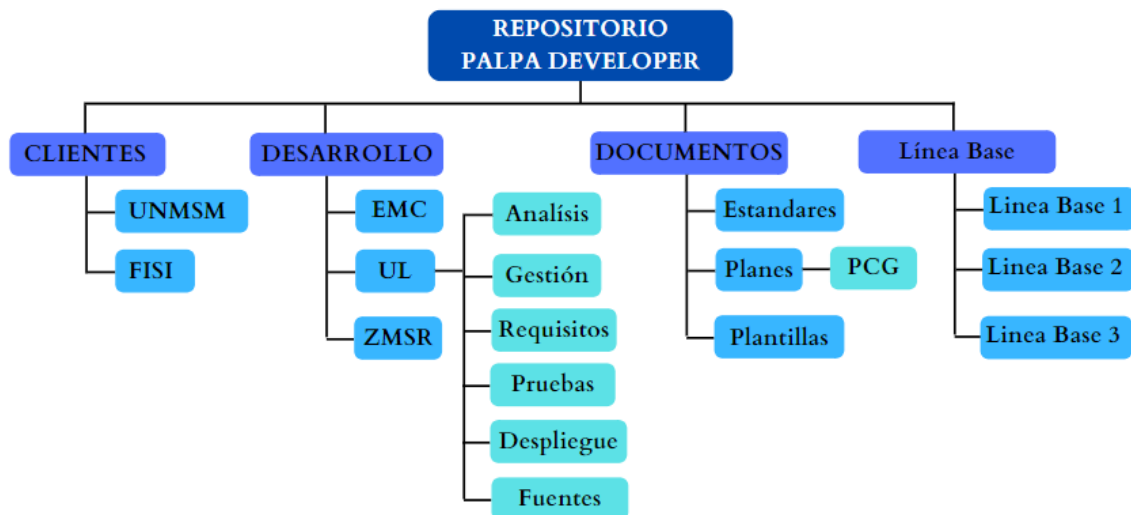 REPOSITORIO
PALPA DEVELOPER
CLIENTES
DESARROLLO
DOCUMENTOS
Línea Base
UNMSM
FISI
EMC
UL
ZMSR
Analísis
Gestión
Requisitos
Pruebas
Despliegue
Fuentes
Estandares
Planes
PCG
Plantillas
Linea Base 1
Linea Base 2
Linea Base 3